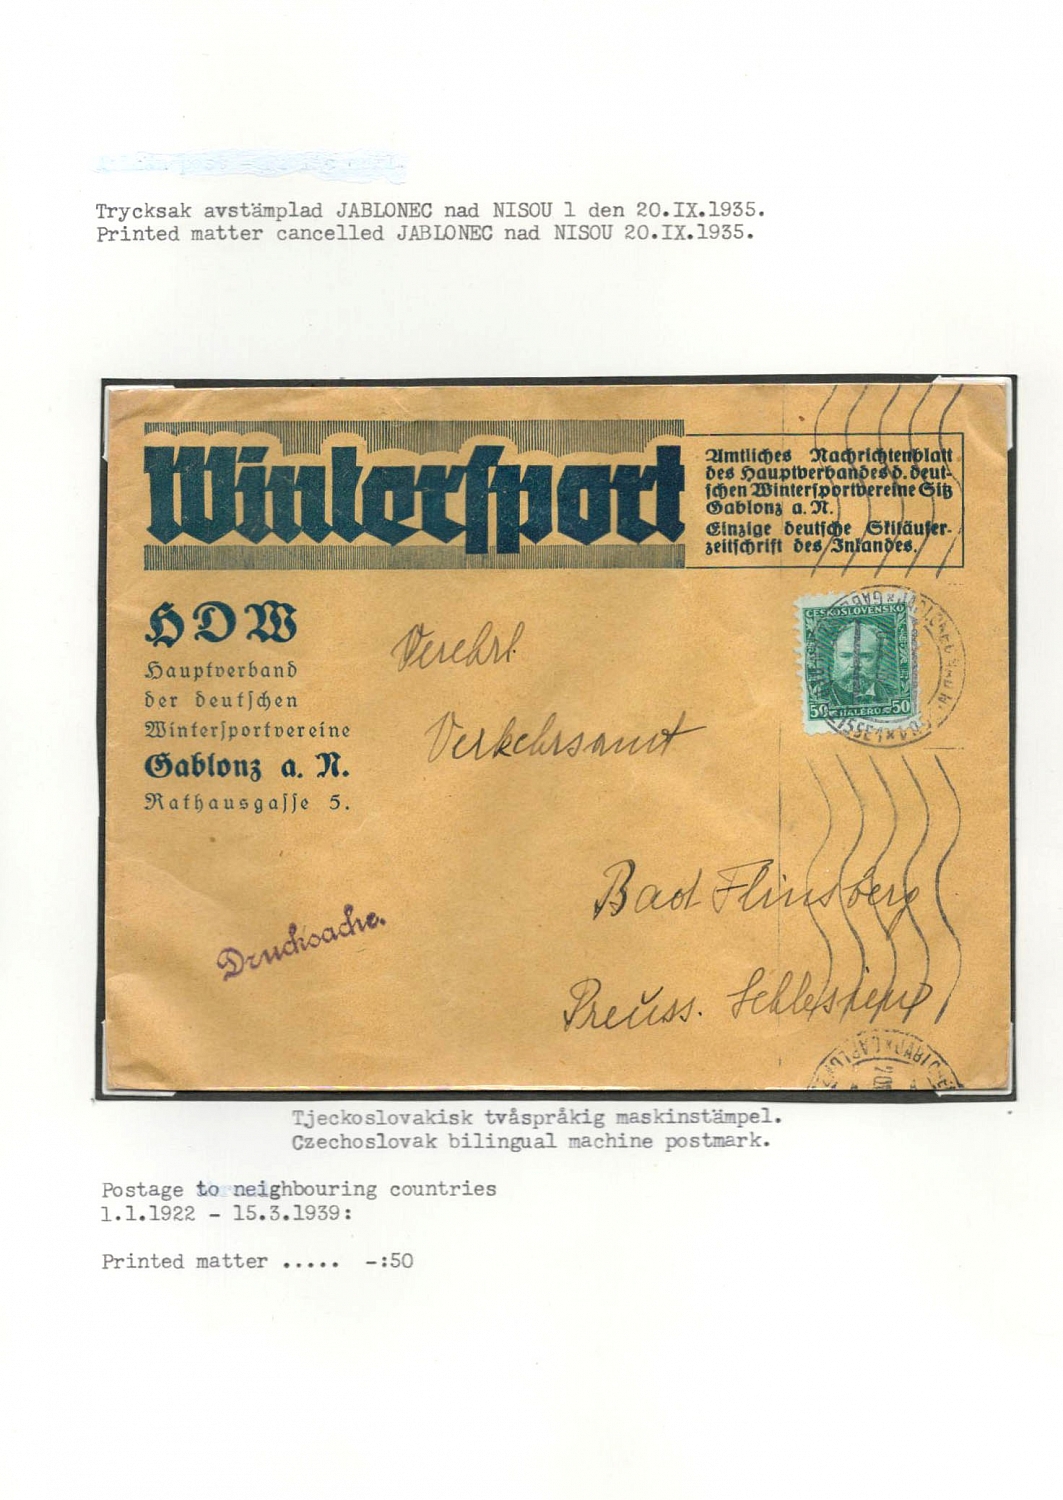 Trycksak avstämplad JABLONEC nad NISOU 1 den 20.IX.1935.
Printed matter cancelled JABLONEC nad NISOU 20.IX.1935.
Wintersport
Amtliches Nachrichtenblatt
des Hauptverbandes d. deut-
schen Wintersportvereine Sitz
Gablonz a. N.
Einzige deutsche Skiläufer-
zeitschrift des Inlandes.
HDW
Hauptverband
der deutschen
Wintersportvereine
Gablonz a. N.
Rathausgasse 5.
ČESKOSLOVENSKO
50 HALÉŘŮ 50
Verehrl.
Verkehrsamt
Bad Flinsberg
Preuss. Schlesien
Drucksache.
Tjeckoslovakisk tvåspråkig maskinstämpel.
Czechoslovak bilingual machine postmark.
Postage to neighbouring countries
1.1.1922 - 15.3.1939:
Printed matter ..... -:50